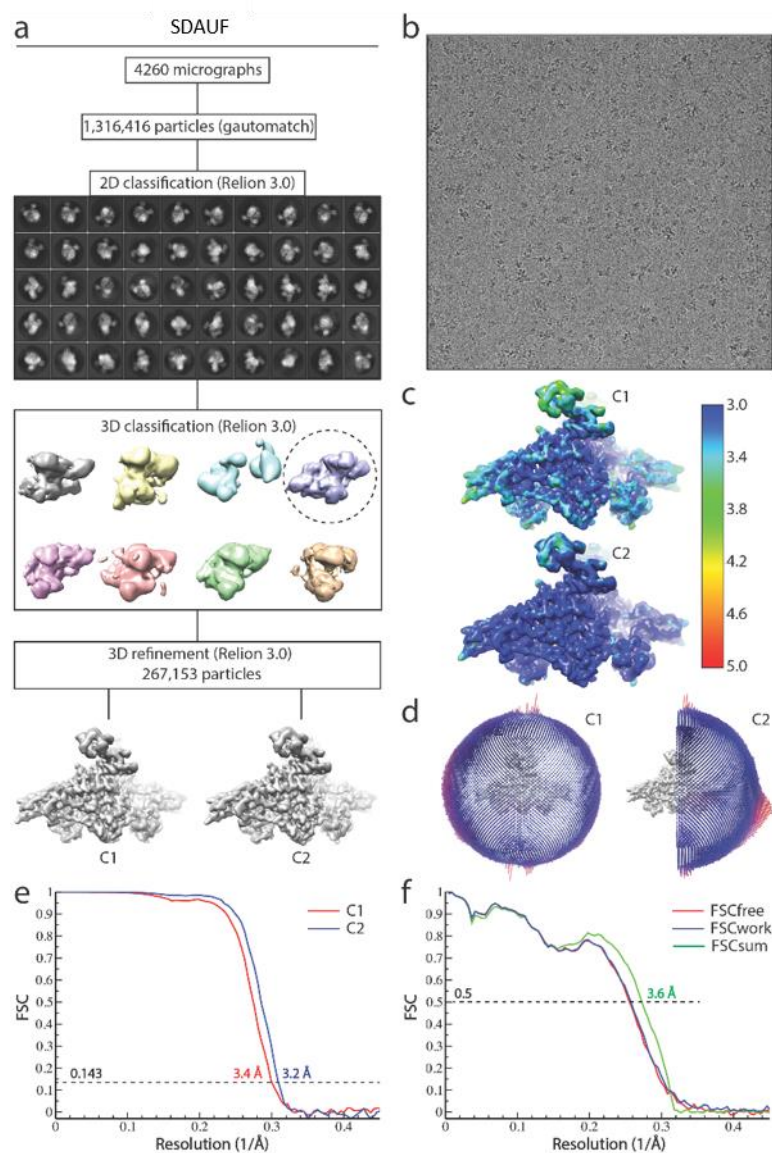 a
SDAUF
4260 micrographs
1,316,416 particles (gautomatch)
2D classification (Relion 3.0)
3D classification (Relion 3.0)
3D refinement (Relion 3.0)
267,153 particles
C1
C2
b
c
C1
C2
3.0
3.4
3.8
4.2
4.6
5.0
d
C1
C2
e
C1
C2
1
0.9
0.8
0.7
0.6
0.5
0.4
0.3
0.2
0.1
0
FSC
0.143
3.4 Å
3.2 Å
0
0.1
0.2
0.3
0.4
Resolution (1/Å)
f
FSCfree
FSCwork
FSCsum
1
0.9
0.8
0.7
0.6
0.5
0.4
0.3
0.2
0.1
0
FSC
0.5
3.6 Å
0
0.1
0.2
0.3
0.4
Resolution (1/Å)